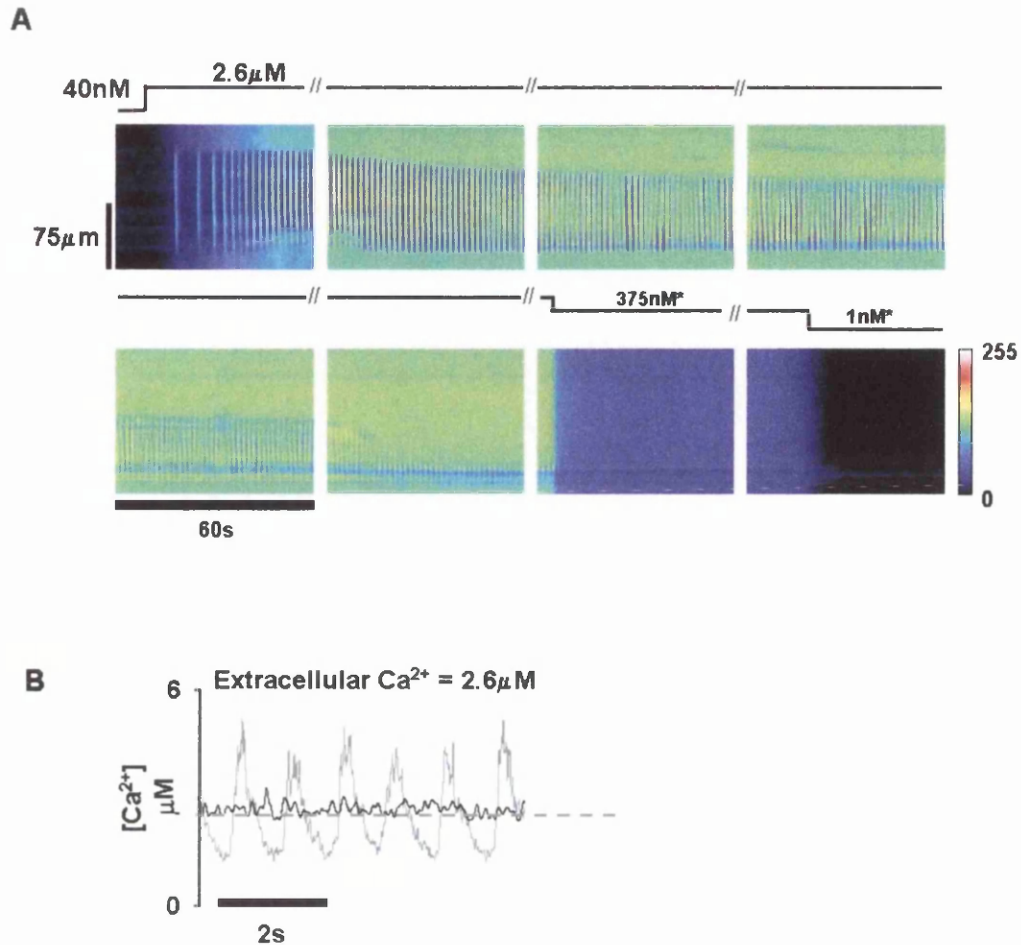 A
40nM 2.6µM // // //
75µm
// // 375nM* // 1nM*
255
0
60s
B
6 Extracellular Ca²⁺ = 2.6µM
[Ca²⁺]
µM
0
2s